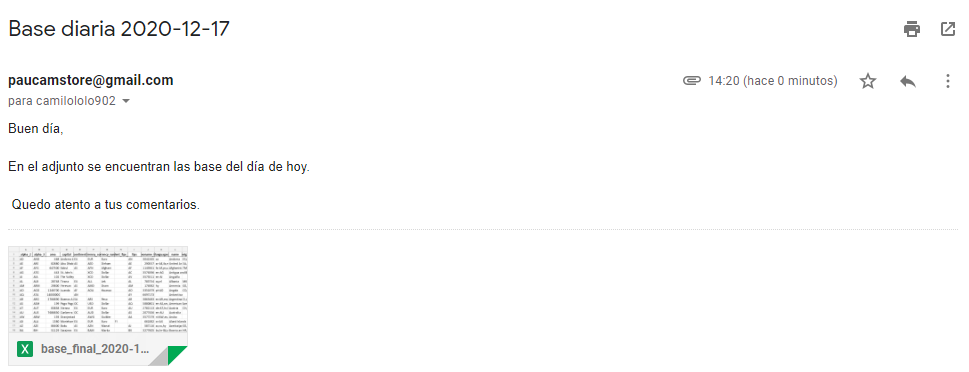 Base diaria 2020-12-17
paucamstore@gmail.com
14:20 (hace 0 minutos)
para camilololo902
Buen día,
En el adjunto se encuentran las base del día de hoy.
Quedo atento a tus comentarios.
X base_final_2020-1...